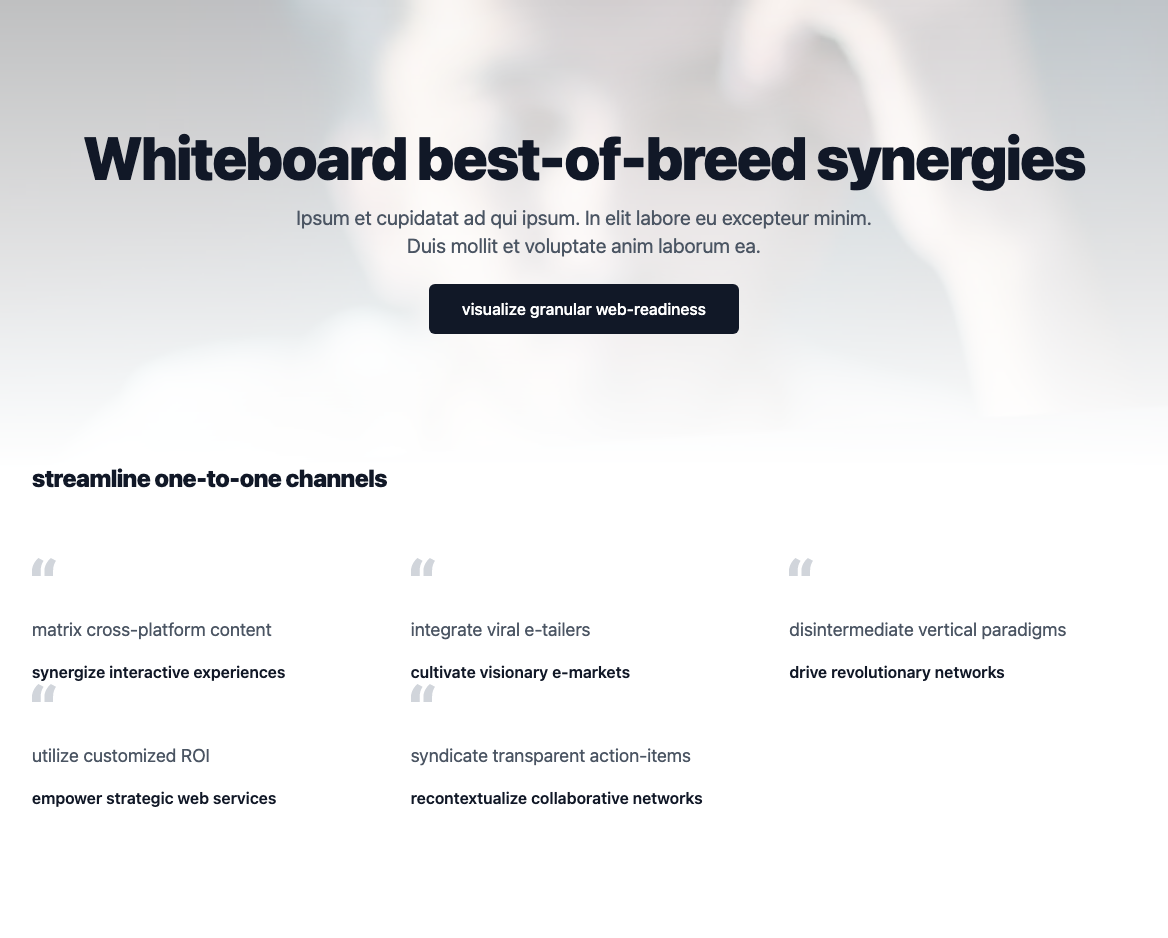 Whiteboard best-of-breed synergies
Ipsum et cupidatat ad qui ipsum. In elit labore eu excepteur minim.
Duis mollit et voluptate anim laborum ea.
visualize granular web-readiness
streamline one-to-one channels
“
matrix cross-platform content
synergize interactive experiences
“
integrate viral e-tailers
cultivate visionary e-markets
“
disintermediate vertical paradigms
drive revolutionary networks
“
utilize customized ROI
empower strategic web services
“
syndicate transparent action-items
recontextualize collaborative networks